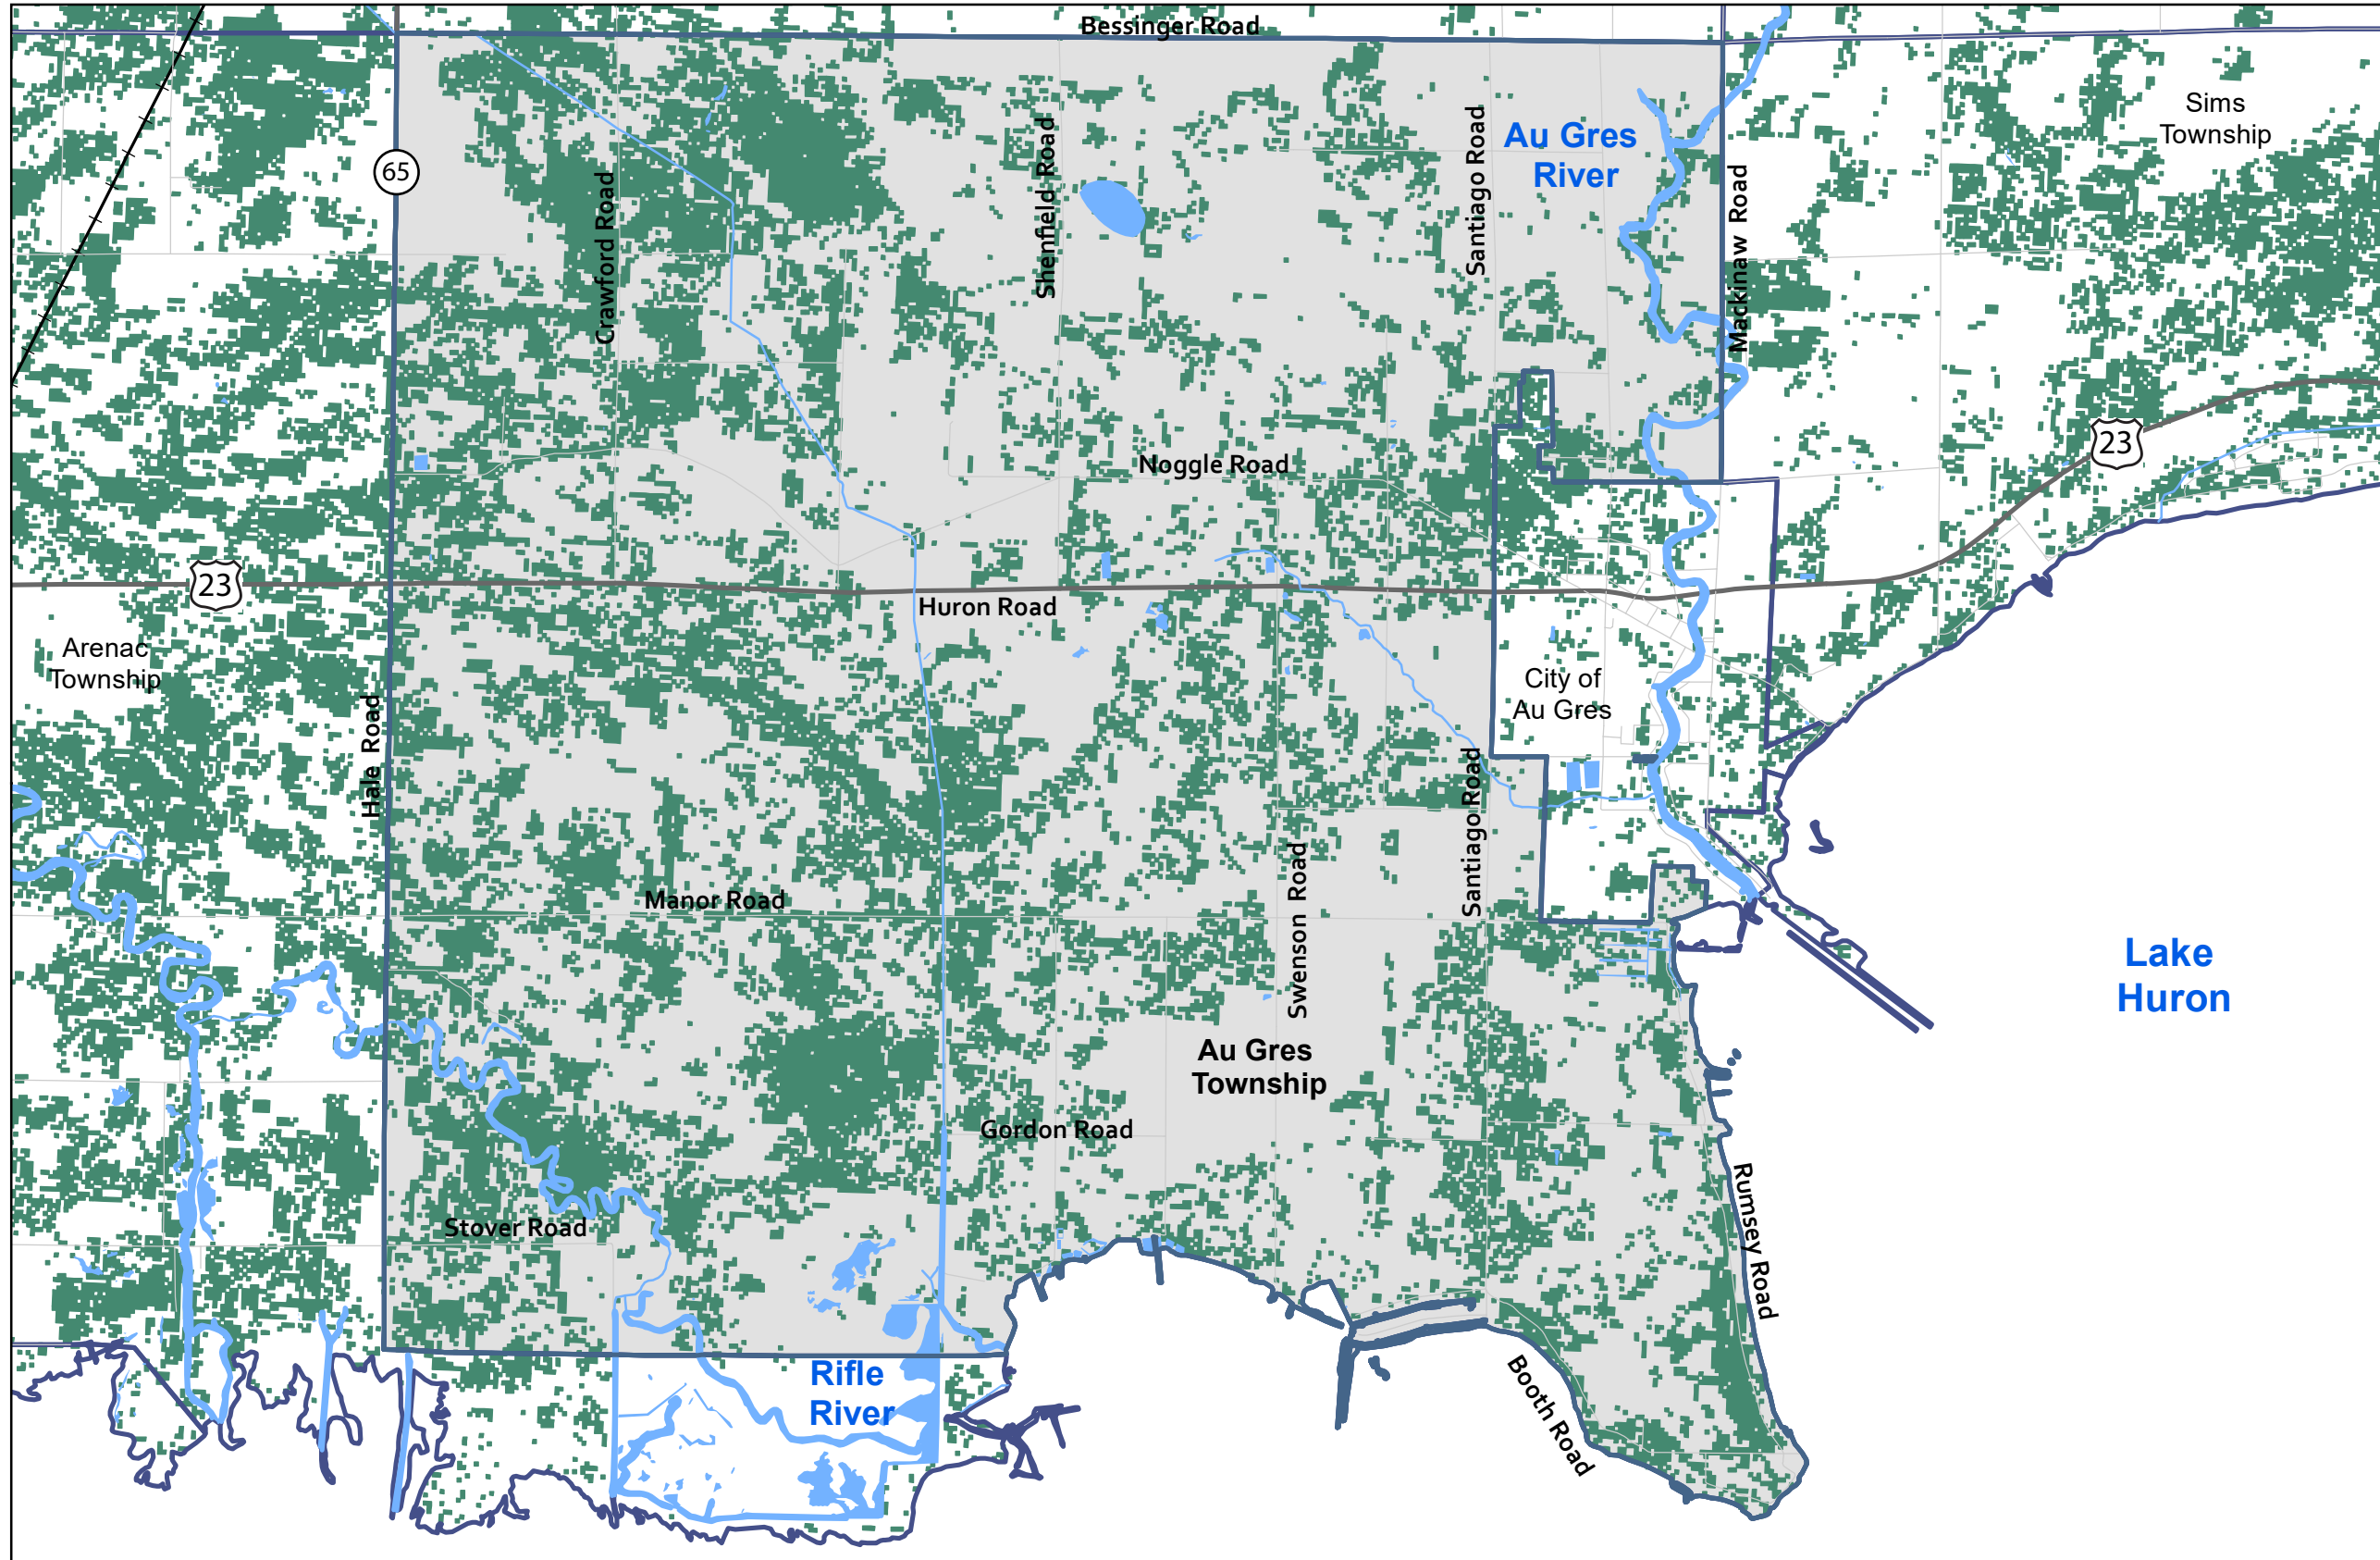 Bessinger Road
Sims
Township
Au Gres
River
65
Crawford Road
Shenfield Road
Santiago Road
Mackinaw Road
23
Noggle Road
23
Huron Road
Arenac
Township
City of
Au Gres
Hale Road
Santiago Road
Manor Road
Swenson Road
Lake
Huron
Au Gres
Township
Gordon Road
Stover Road
Rumsey Road
Rifle
River
Booth Road